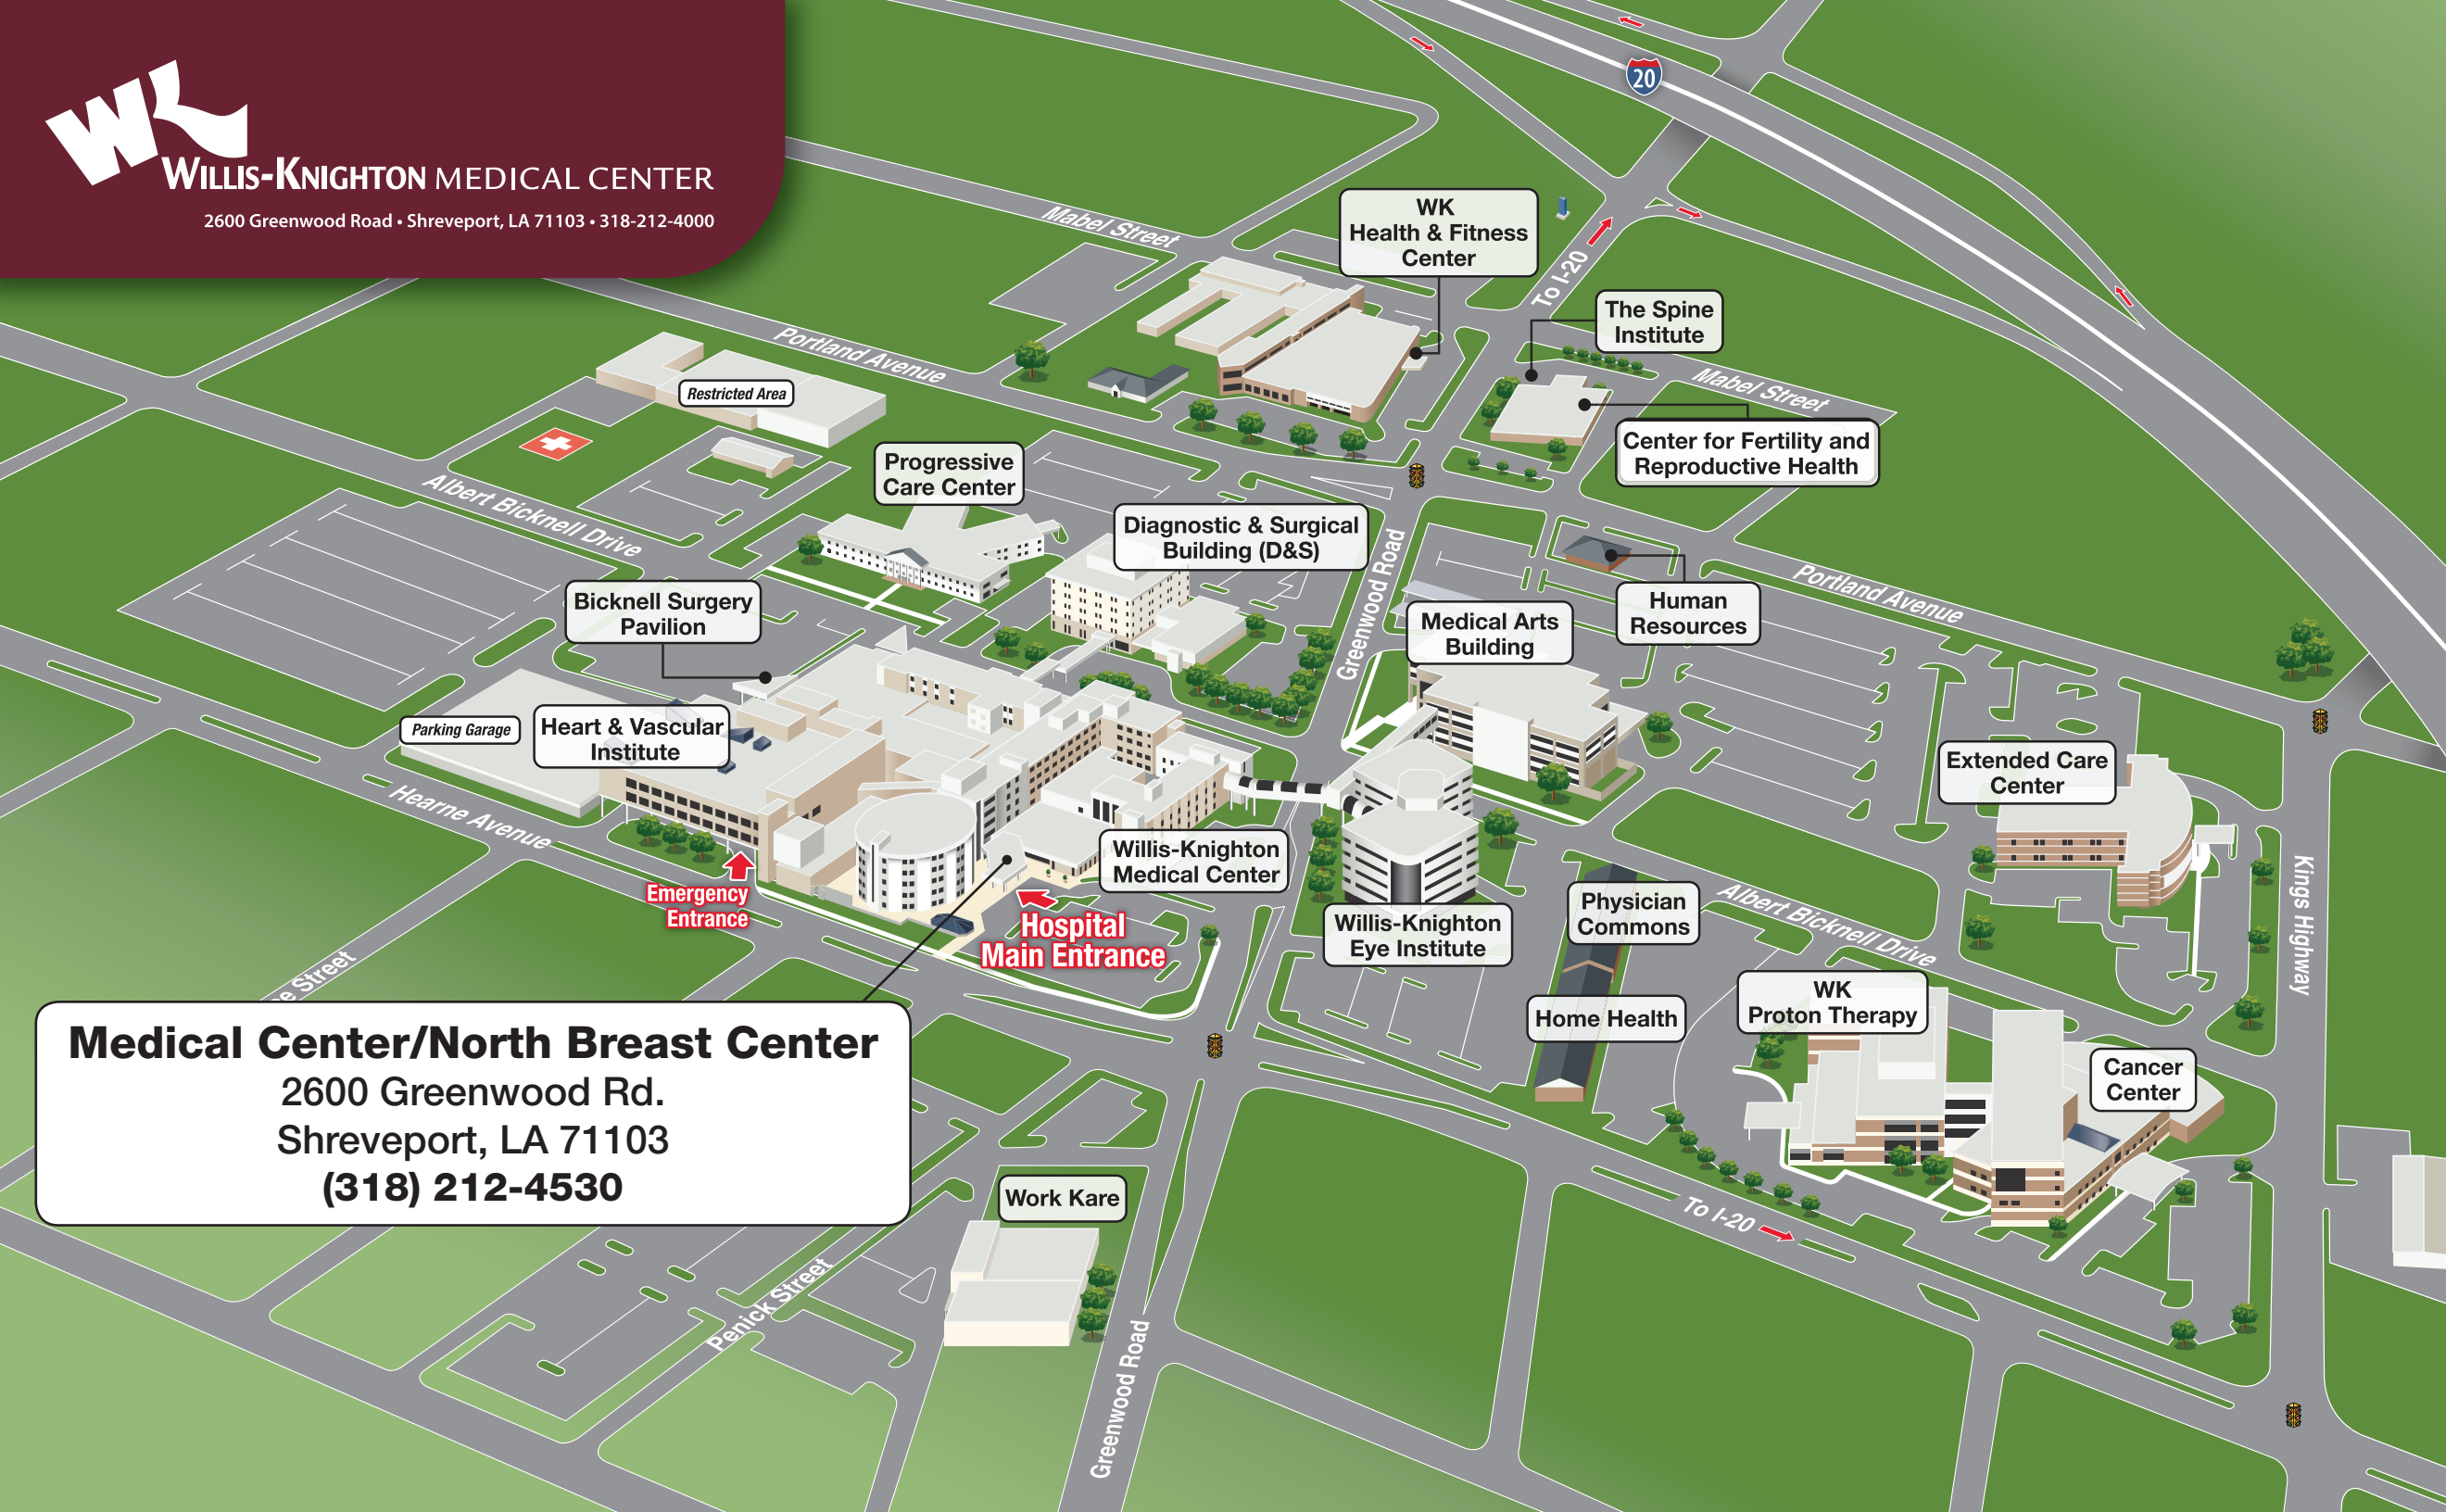 WK
WILLIS-KNIGHTON MEDICAL CENTER
2600 Greenwood Road • Shreveport, LA 71103 • 318-212-4000
20
Mabel Street
WK
Health & Fitness
Center
To I-20
The Spine
Institute
Portland Avenue
Mabel Street
Restricted Area
Center for Fertility and
Reproductive Health
Progressive
Care Center
Albert Bicknell Drive
Diagnostic & Surgical
Building (D&S)
Greenwood Road
Human
Resources
Portland Avenue
Bicknell Surgery
Pavilion
Medical Arts
Building
Parking Garage
Heart & Vascular
Institute
Extended Care
Center
Hearne Avenue
Willis-Knighton
Medical Center
Emergency
Entrance
Hospital
Main Entrance
Willis-Knighton
Eye Institute
Physician
Commons
Albert Bicknell Drive
Kings Highway
Street
Home Health
WK
Proton Therapy
Cancer
Center
Medical Center/North Breast Center
2600 Greenwood Rd.
Shreveport, LA 71103
(318) 212-4530
Work Kare
To I-20
Penick Street
Greenwood Road